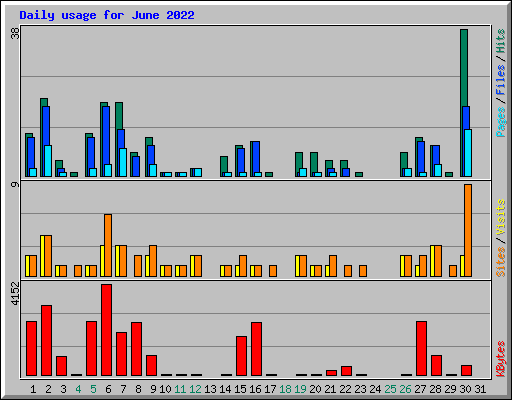 Daily usage for June 2022
38
Pages / Files / Hits
9
Sites / Visits
4152
KBytes
1 2 3 4 5 6 7 8 9 10 11 12 13 14 15 16 17 18 19 20 21 22 23 24 25 26 27 28 29 30 31